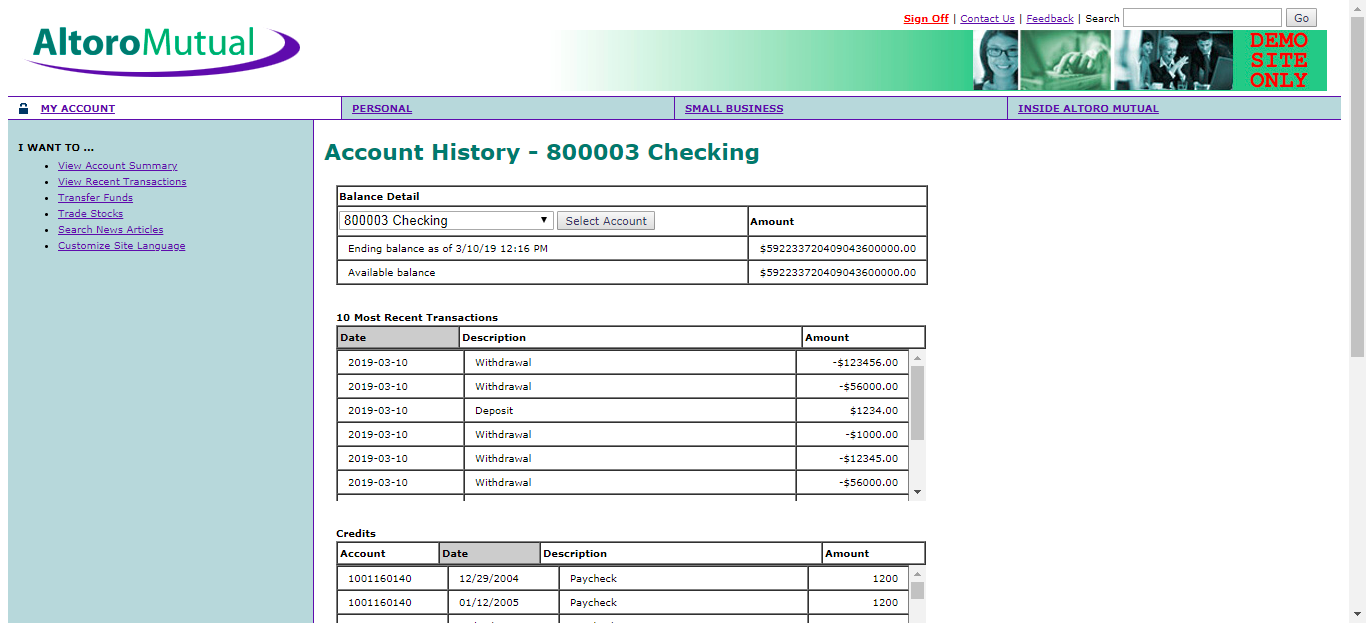 Sign Off | Contact Us | Feedback | Search Go
AltoroMutual
DEMO
SITE
ONLY
MY ACCOUNT PERSONAL SMALL BUSINESS INSIDE ALTORO MUTUAL
I WANT TO ...
• View Account Summary
• View Recent Transactions
• Transfer Funds
• Trade Stocks
• Search News Articles
• Customize Site Language
Account History - 800003 Checking
Balance Detail
800003 Checking Select Account Amount
Ending balance as of 3/10/19 12:16 PM $592233720409043600000.00
Available balance $592233720409043600000.00
10 Most Recent Transactions
Date Description Amount
2019-03-10 Withdrawal -$123456.00
2019-03-10 Withdrawal -$56000.00
2019-03-10 Deposit $1234.00
2019-03-10 Withdrawal -$1000.00
2019-03-10 Withdrawal -$12345.00
2019-03-10 Withdrawal -$56000.00
Credits
Account Date Description Amount
1001160140 12/29/2004 Paycheck 1200
1001160140 01/12/2005 Paycheck 1200